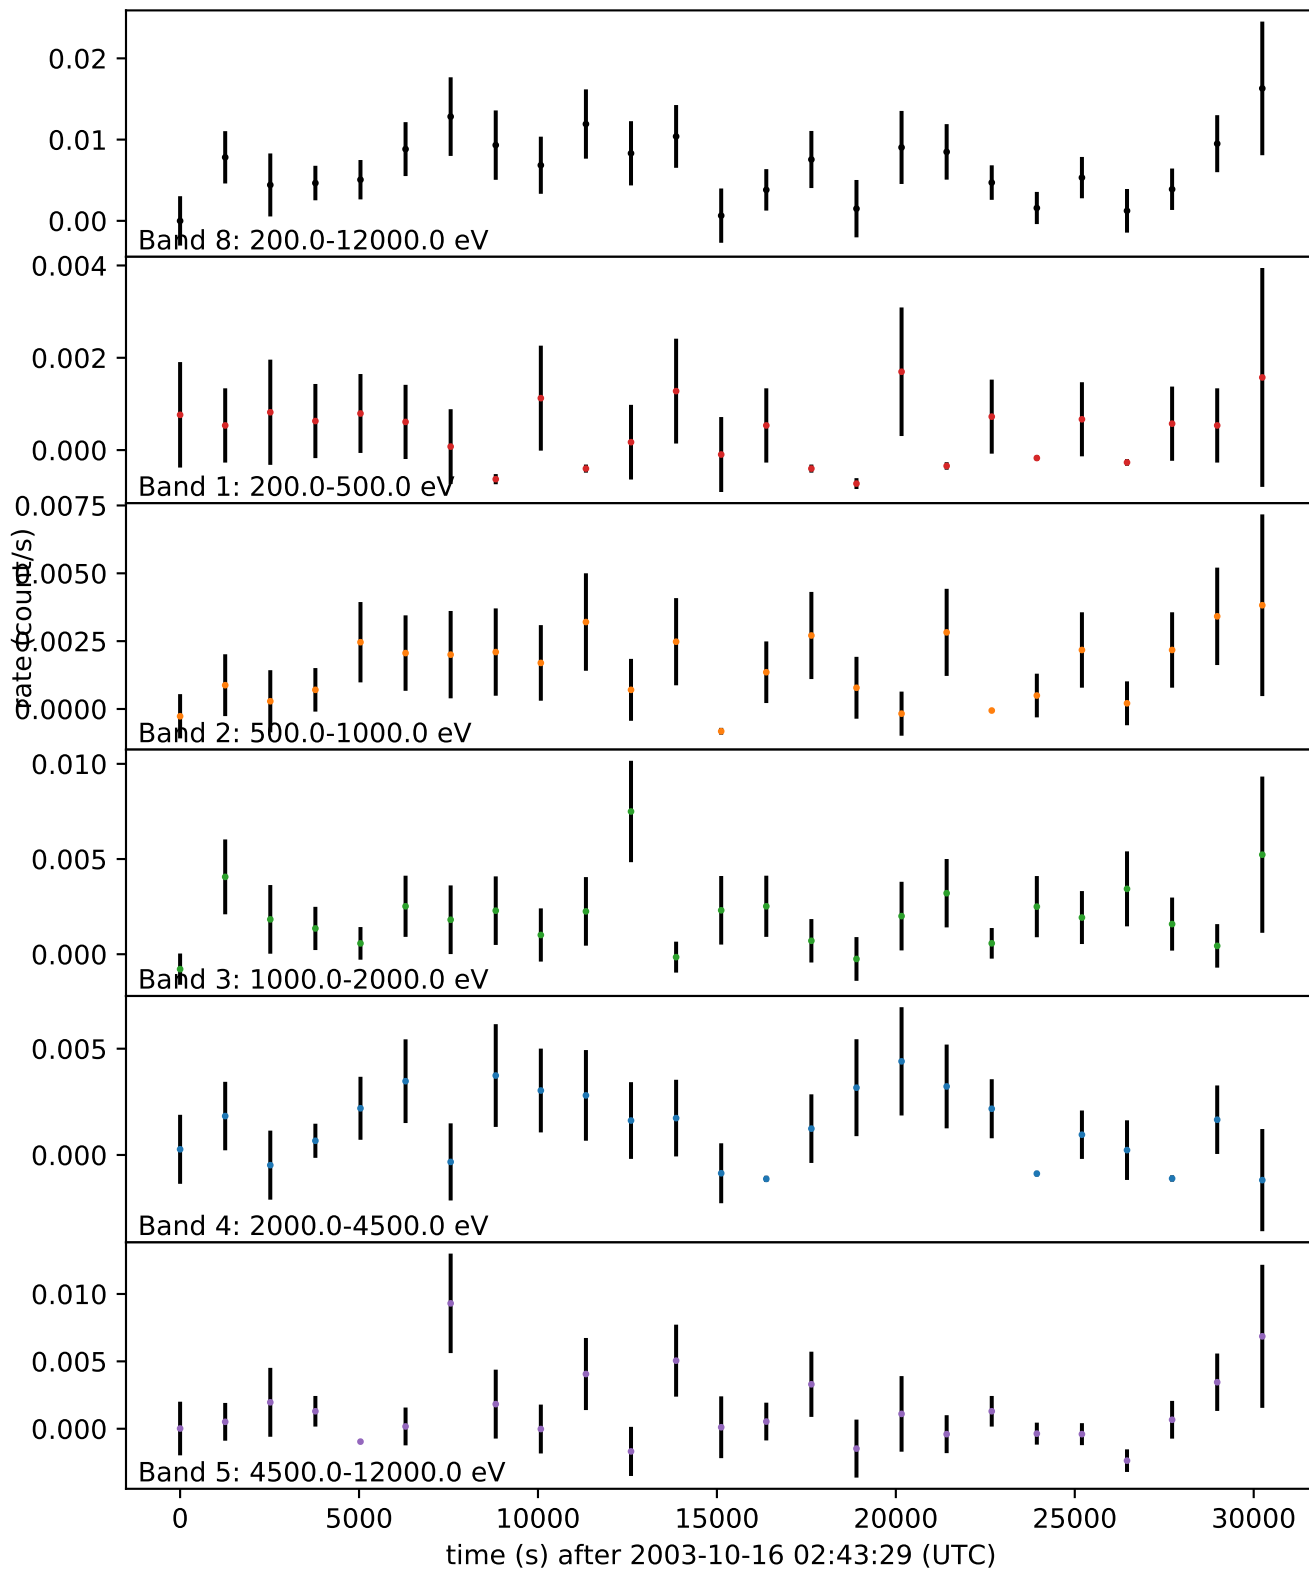 0.02
0.01
0.00
Band 8: 200.0-12000.0 eV
0.004
0.002
0.000
Band 1: 200.0-500.0 eV
rate (count/s)
0.0075
0.0050
0.0025
0.0000
Band 2: 500.0-1000.0 eV
0.010
0.005
0.000
Band 3: 1000.0-2000.0 eV
0.005
0.000
Band 4: 2000.0-4500.0 eV
0.010
0.005
0.000
Band 5: 4500.0-12000.0 eV
0 5000 10000 15000 20000 25000 30000
time (s) after 2003-10-16 02:43:29 (UTC)